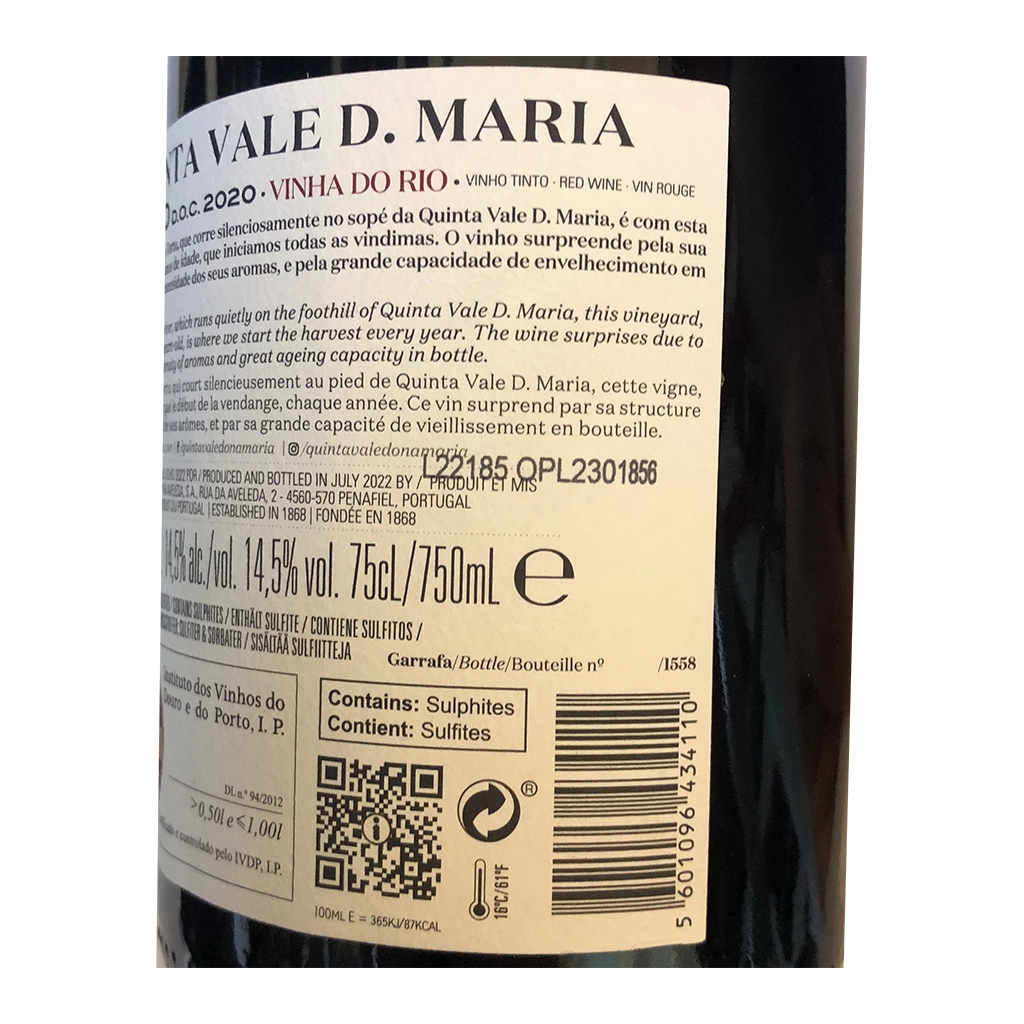 VALE D. MARIA
D.O.C. 2020 · VINHA DO RIO · VINHO TINTO · RED WINE · VIN ROUGE
que corre silenciosamente no sopé da Quinta Vale D. Maria, é com esta
de idade, que iniciamos todas as vindimas. O vinho surpreende pela sua
dos seus aromas, e pela grande capacidade de envelhecimento em
which runs quietly on the foothill of Quinta Vale D. Maria, this vineyard,
is where we start the harvest every year. The wine surprises due to
of aromas and great ageing capacity in bottle.
qui court silencieusement au pied de Quinta Vale D. Maria, cette vigne,
le début de la vendange, chaque année. Ce vin surprend par sa structure
arômes, et par sa grande capacité de vieillissement en bouteille.
/quintavaledonamaria | /quintavaledonamaria
L22185 OPL2301856
2022 POR / PRODUCED AND BOTTLED IN JULY 2022 BY / PRODUIT ET MIS
S.A., RUA DA AVELEDA, 2 - 4560-570 PENAFIEL, PORTUGAL
PORTUGAL | ESTABLISHED IN 1868 | FONDÉE EN 1868
14,5% alc./vol. 14,5% vol. 75cL/750mL e
/ CONTAINS SULPHITES / ENTHÄLT SULFITE / CONTIENE SULFITOS /
SULFITER & SORBATER / SISÄLTÄÄ SULFIITTEJA
Garrafa/Bottle/Bouteille nº /1558
Instituto dos Vinhos do
Douro e do Porto, I. P.
DL n.º 94/2012
>0,50l e ≤1,00l
e controlado pelo IVDP, I.P.
Contains: Sulphites
Contient: Sulfites
®
16ºC/61ºF
100ML E = 365KJ/87KCAL
5 601096 434110